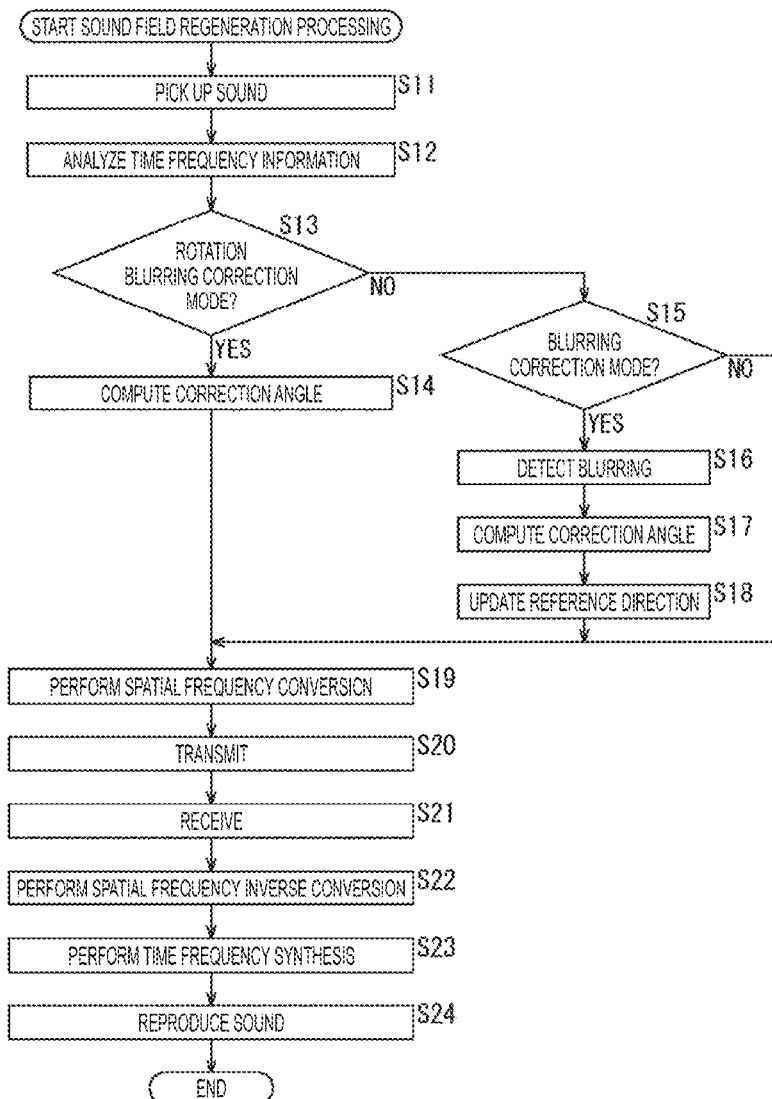 START SOUND FIELD REGENERATION PROCESSING
PICK UP SOUND
S11
ANALYZE TIME FREQUENCY INFORMATION
S12
S13
ROTATION
BLURRING CORRECTION
MODE?
NO
YES
S15
BLURRING
CORRECTION MODE?
NO
YES
COMPUTE CORRECTION ANGLE
S14
DETECT BLURRING
S16
COMPUTE CORRECTION ANGLE
S17
UPDATE REFERENCE DIRECTION
S18
PERFORM SPATIAL FREQUENCY CONVERSION
S19
TRANSMIT
S20
RECEIVE
S21
PERFORM SPATIAL FREQUENCY INVERSE CONVERSION
S22
PERFORM TIME FREQUENCY SYNTHESIS
S23
REPRODUCE SOUND
S24
END